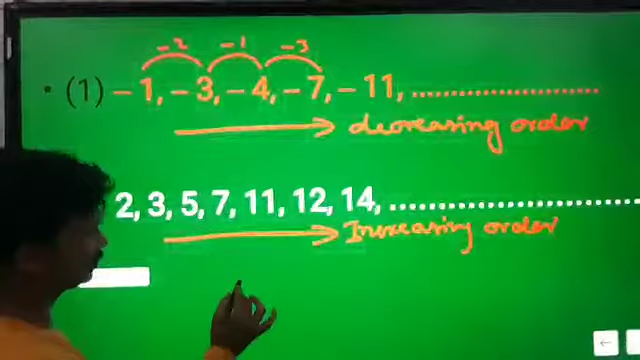 -2 -1 -3
• (1) – 1, – 3, – 4, – 7, – 11, ........................
decreasing order
2, 3, 5, 7, 11, 12, 14, ........................
Increasing order